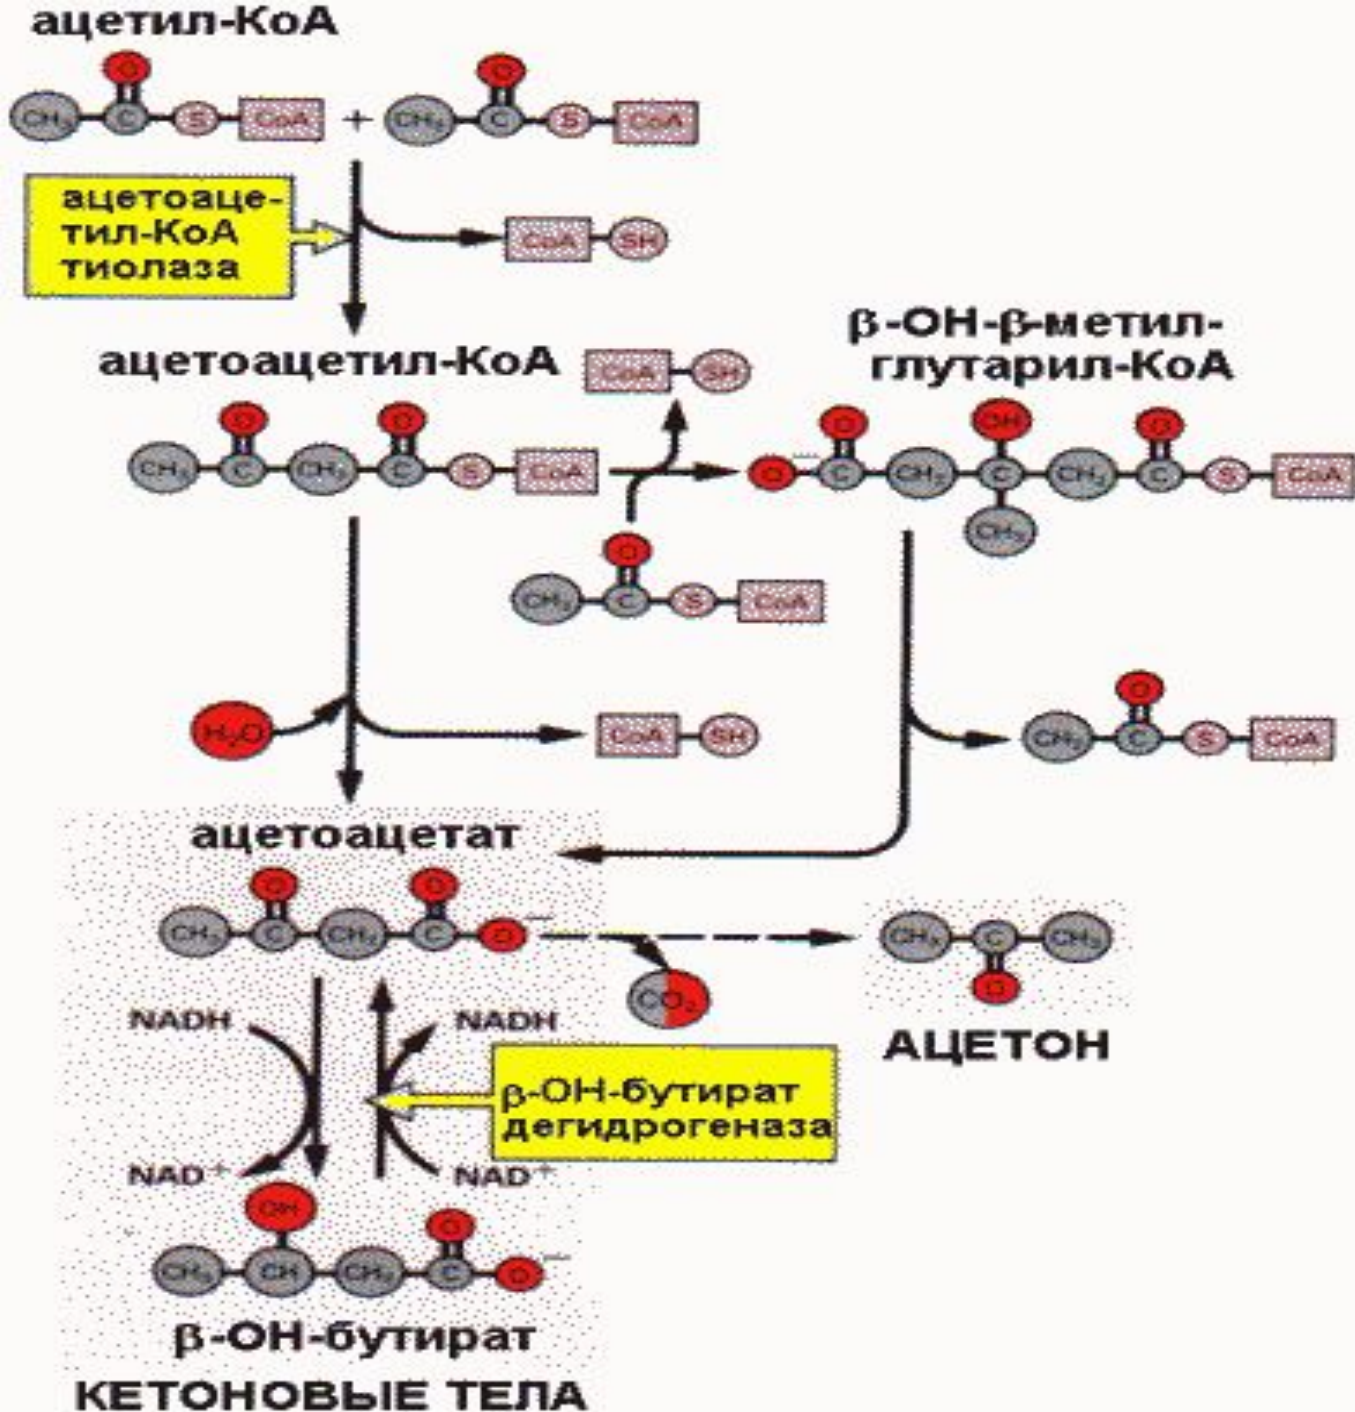 ацетил-КоА
O O
CH₃ C S CoA + CH₃ C S CoA
ацетоаце-
тил-КоА
тиолаза
CoA SH
β-OH-β-метил-
глутарил-КоА
ацетоацетил-КоА
CoA SH
O O
CH₃ C CH₂ C S CoA
O OH O
O⁻ C CH₂ C CH₂ C S CoA
CH₃
O
CH₃ C S CoA
H₂O
CoA SH
O
CH₃ C S CoA
ацетоацетат
O O
CH₃ C CH₂ C O⁻
CO₂
CH₃ C CH₃
O
АЦЕТОН
NADH NADH
β-OH-бутират
дегидрогеназа
NAD⁺ NAD⁺
OH O
CH₃ CH CH₂ C O⁻
β-OH-бутират
КЕТОНОВЫЕ ТЕЛА